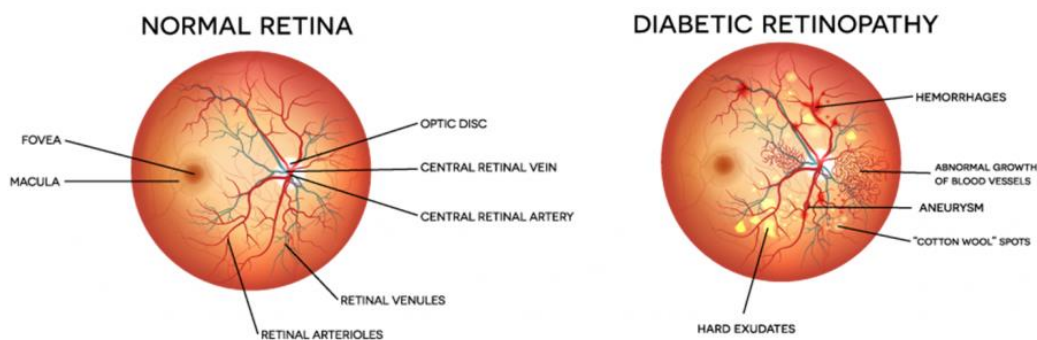 NORMAL RETINA
FOVEA
MACULA
OPTIC DISC
CENTRAL RETINAL VEIN
CENTRAL RETINAL ARTERY
RETINAL VENULES
RETINAL ARTERIOLES
DIABETIC RETINOPATHY
HEMORRHAGES
ABNORMAL GROWTH
OF BLOOD VESSELS
ANEURYSM
"COTTON WOOL" SPOTS
HARD EXUDATES